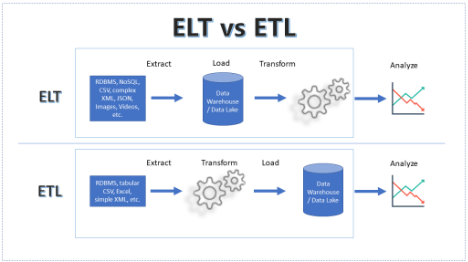 ELT vs ETL
Extract
Load
Transform
Analyze
ELT
RDBMS, NoSQL,
CSV, complex
XML, JSON,
Images, Videos,
etc.
Data
Warehouse
/ Data Lake
Extract
Transform
Load
Analyze
ETL
RDBMS, tabular
CSV, Excel,
simple XML, etc.
Data
Warehouse
/ Data Lake